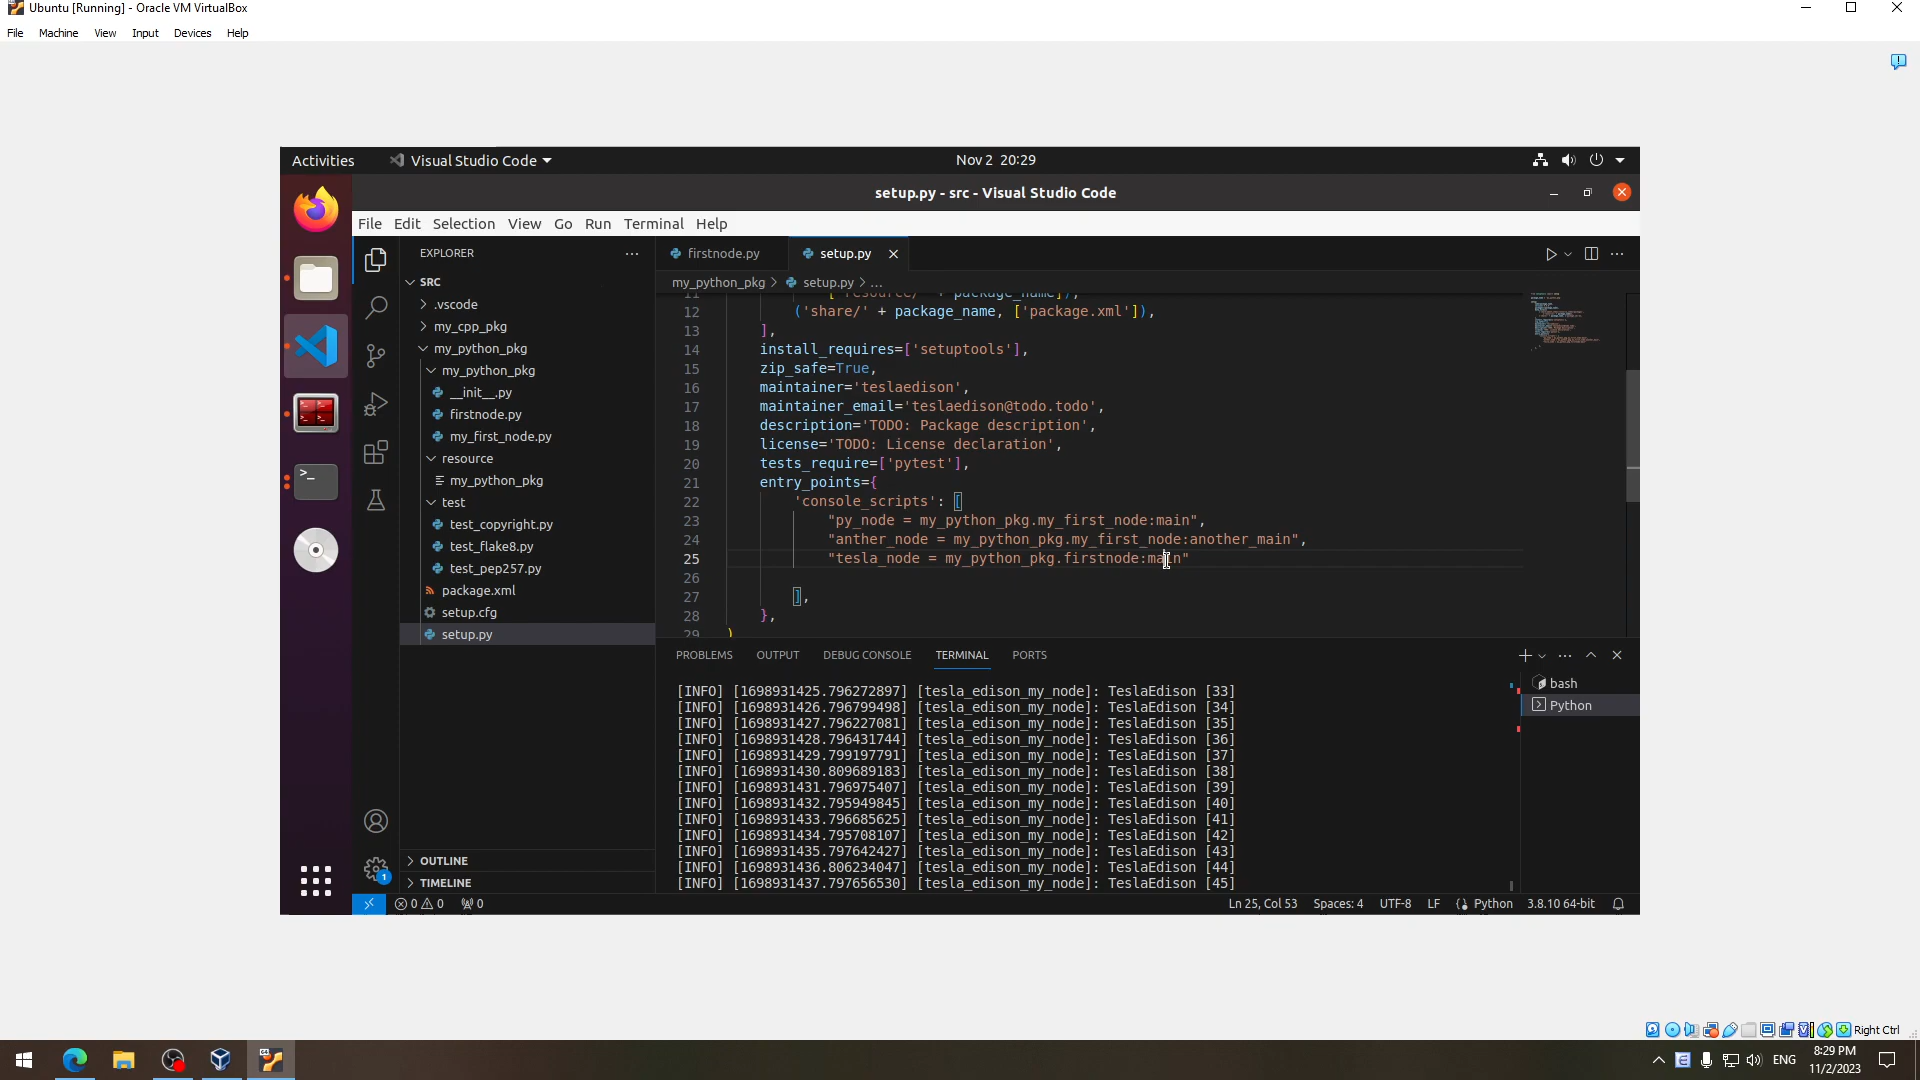 Ubuntu [Running] - Oracle VM VirtualBox
File Machine View Input Devices Help
Activities Visual Studio Code Nov 2 20:29
setup.py - src - Visual Studio Code
File Edit Selection View Go Run Terminal Help
EXPLORER
SRC
.vscode
my_cpp_pkg
my_python_pkg
my_python_pkg
__init__.py
firstnode.py
my_first_node.py
resource
my_python_pkg
test
test_copyright.py
test_flake8.py
test_pep257.py
package.xml
setup.cfg
setup.py
OUTLINE
TIMELINE
firstnode.py setup.py
my_python_pkg > setup.py > ...
11 ['resource/' + package_name]),
12 ('share/' + package_name, ['package.xml']),
13 ],
14 install_requires=['setuptools'],
15 zip_safe=True,
16 maintainer='teslaedison',
17 maintainer_email='teslaedison@todo.todo',
18 description='TODO: Package description',
19 license='TODO: License declaration',
20 tests_require=['pytest'],
21 entry_points={
22 'console_scripts': [
23 "py_node = my_python_pkg.my_first_node:main",
24 "anther_node = my_python_pkg.my_first_node:another_main",
25 "tesla_node = my_python_pkg.firstnode:main"
26
27 ],
28 },
29 )
PROBLEMS OUTPUT DEBUG CONSOLE TERMINAL PORTS
[INFO] [1698931425.796272897] [tesla_edison_my_node]: TeslaEdison [33]
[INFO] [1698931426.796799498] [tesla_edison_my_node]: TeslaEdison [34]
[INFO] [1698931427.796227081] [tesla_edison_my_node]: TeslaEdison [35]
[INFO] [1698931428.796431744] [tesla_edison_my_node]: TeslaEdison [36]
[INFO] [1698931429.799197791] [tesla_edison_my_node]: TeslaEdison [37]
[INFO] [1698931430.809689183] [tesla_edison_my_node]: TeslaEdison [38]
[INFO] [1698931431.796975407] [tesla_edison_my_node]: TeslaEdison [39]
[INFO] [1698931432.795949845] [tesla_edison_my_node]: TeslaEdison [40]
[INFO] [1698931433.796685625] [tesla_edison_my_node]: TeslaEdison [41]
[INFO] [1698931434.795708107] [tesla_edison_my_node]: TeslaEdison [42]
[INFO] [1698931435.797642427] [tesla_edison_my_node]: TeslaEdison [43]
[INFO] [1698931436.806234047] [tesla_edison_my_node]: TeslaEdison [44]
[INFO] [1698931437.797656530] [tesla_edison_my_node]: TeslaEdison [45]
bash
Python
1
0 0 0 Ln 25, Col 53 Spaces: 4 UTF-8 LF Python 3.8.10 64-bit
Right Ctrl
ENG
8:29 PM
11/2/2023